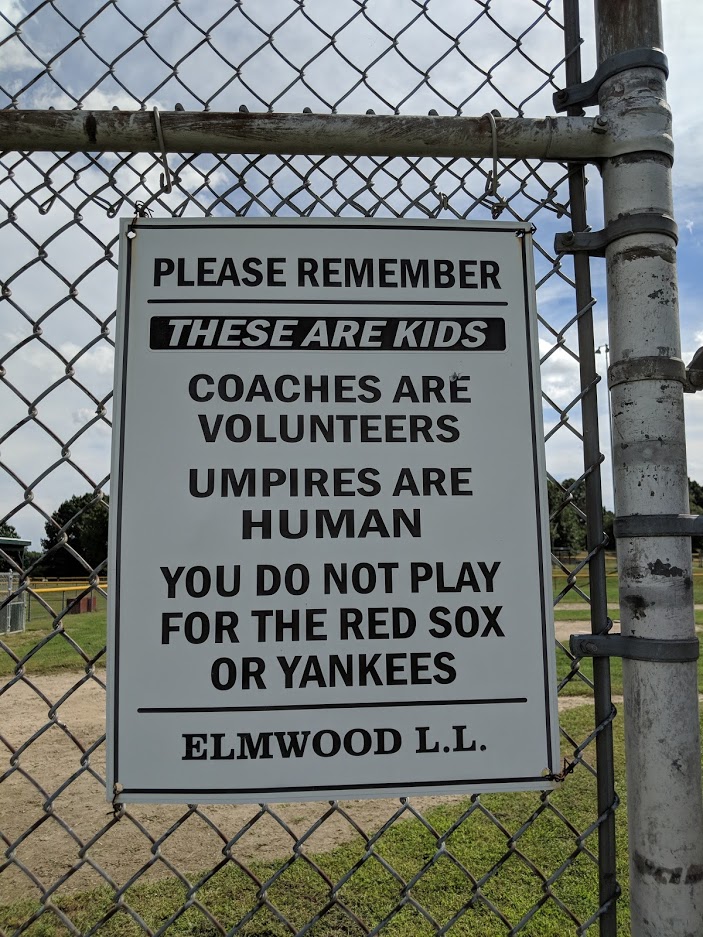 PLEASE REMEMBER
THESE ARE KIDS
COACHES ARE
VOLUNTEERS
UMPIRES ARE
HUMAN
YOU DO NOT PLAY
FOR THE RED SOX
OR YANKEES
ELMWOOD L.L.